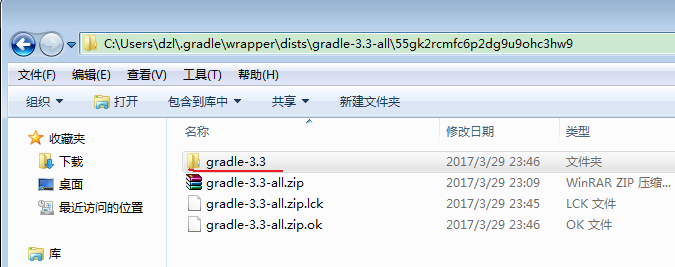 C:\Users\dzl\.gradle\wrapper\dists\gradle-3.3-all\55gk2rcmfc6p2dg9u9ohc3hw9
文件(F) 编辑(E) 查看(V) 工具(T) 帮助(H)
组织 打开 包含到库中 共享 新建文件夹
收藏夹
下载
桌面
最近访问的位置
库
名称 修改日期 类型
gradle-3.3 2017/3/29 23:46 文件夹
gradle-3.3-all.zip 2017/3/29 23:09 WinRAR ZIP 压缩...
gradle-3.3-all.zip.lck 2017/3/29 23:45 LCK 文件
gradle-3.3-all.zip.ok 2017/3/29 23:46 OK 文件